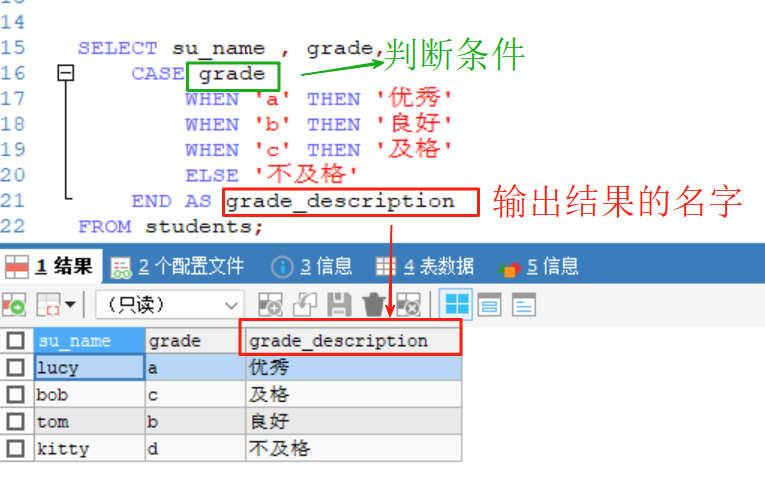 14
15 SELECT su_name , grade, 判断条件
16 CASE grade
17 WHEN 'a' THEN '优秀'
18 WHEN 'b' THEN '良好'
19 WHEN 'c' THEN '及格'
20 ELSE '不及格'
21 END AS grade_description 输出结果的名字
22 FROM students;
1 结果 2 个配置文件 3 信息 4 表数据 5 信息
（只读）
su_name grade grade_description
lucy a 优秀
bob c 及格
tom b 良好
kitty d 不及格